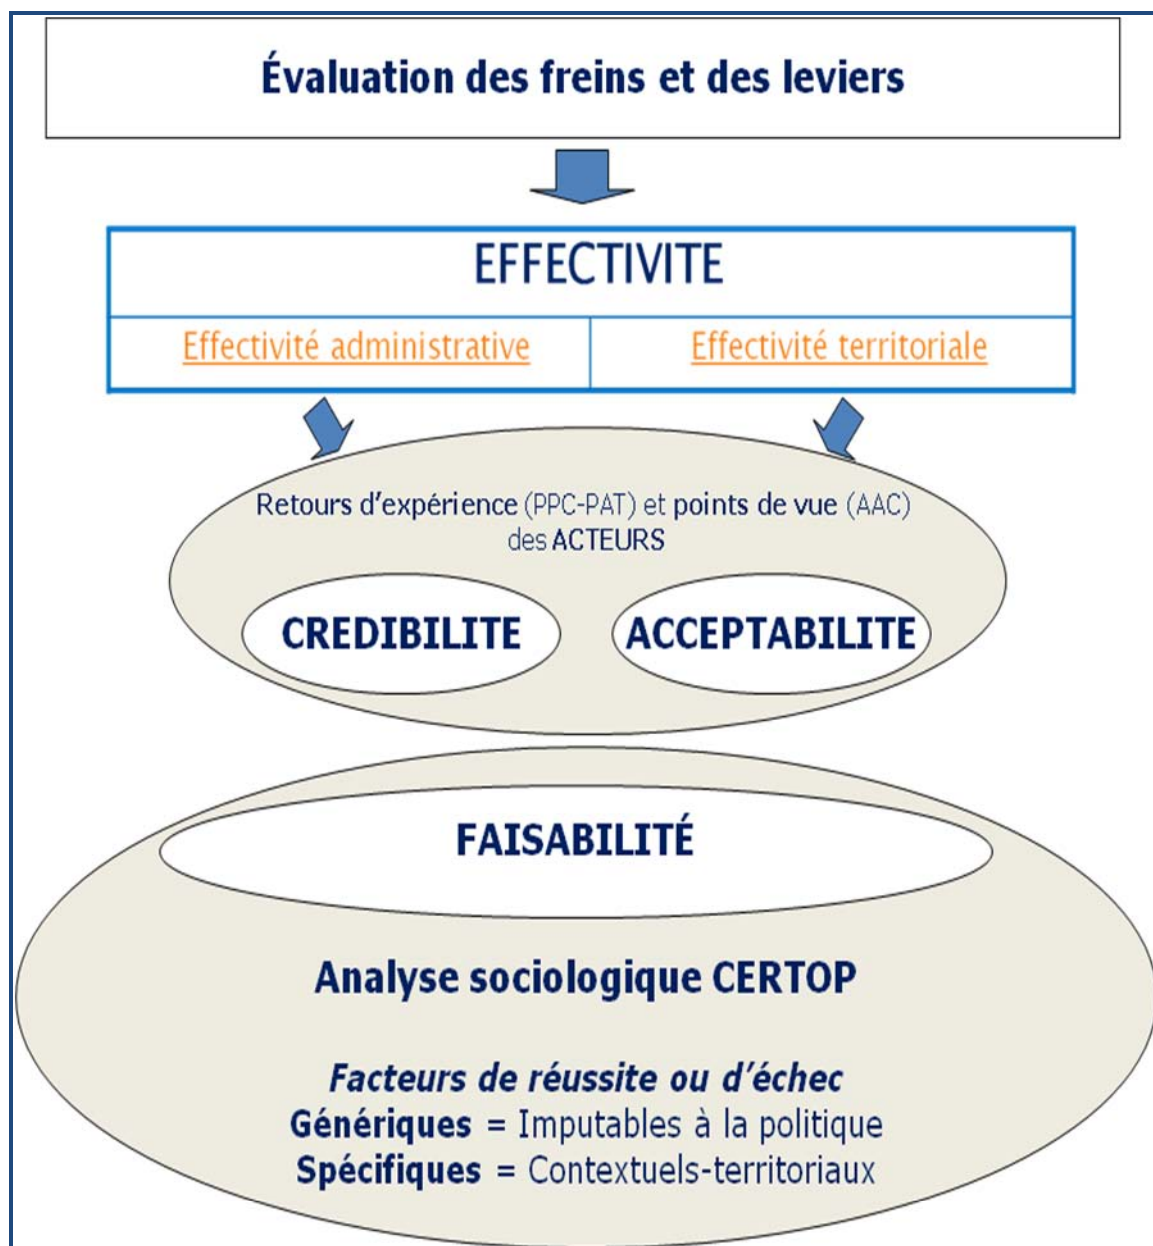 Évaluation des freins et des leviers
EFFECTIVITE
Effectivité administrative
Effectivité territoriale
Retours d'expérience (PPC-PAT) et points de vue (AAC)
des ACTEURS
CREDIBILITE
ACCEPTABILITE
FAISABILITÉ
Analyse sociologique CERTOP
Facteurs de réussite ou d'échec
Génériques = Imputables à la politique
Spécifiques = Contextuels-territoriaux